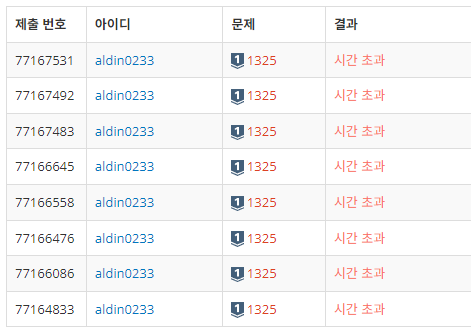 제출 번호 아이디 문제 결과
77167531 aldin0233 1 1325 시간 초과
77167492 aldin0233 1 1325 시간 초과
77167483 aldin0233 1 1325 시간 초과
77166645 aldin0233 1 1325 시간 초과
77166558 aldin0233 1 1325 시간 초과
77166476 aldin0233 1 1325 시간 초과
77166086 aldin0233 1 1325 시간 초과
77164833 aldin0233 1 1325 시간 초과